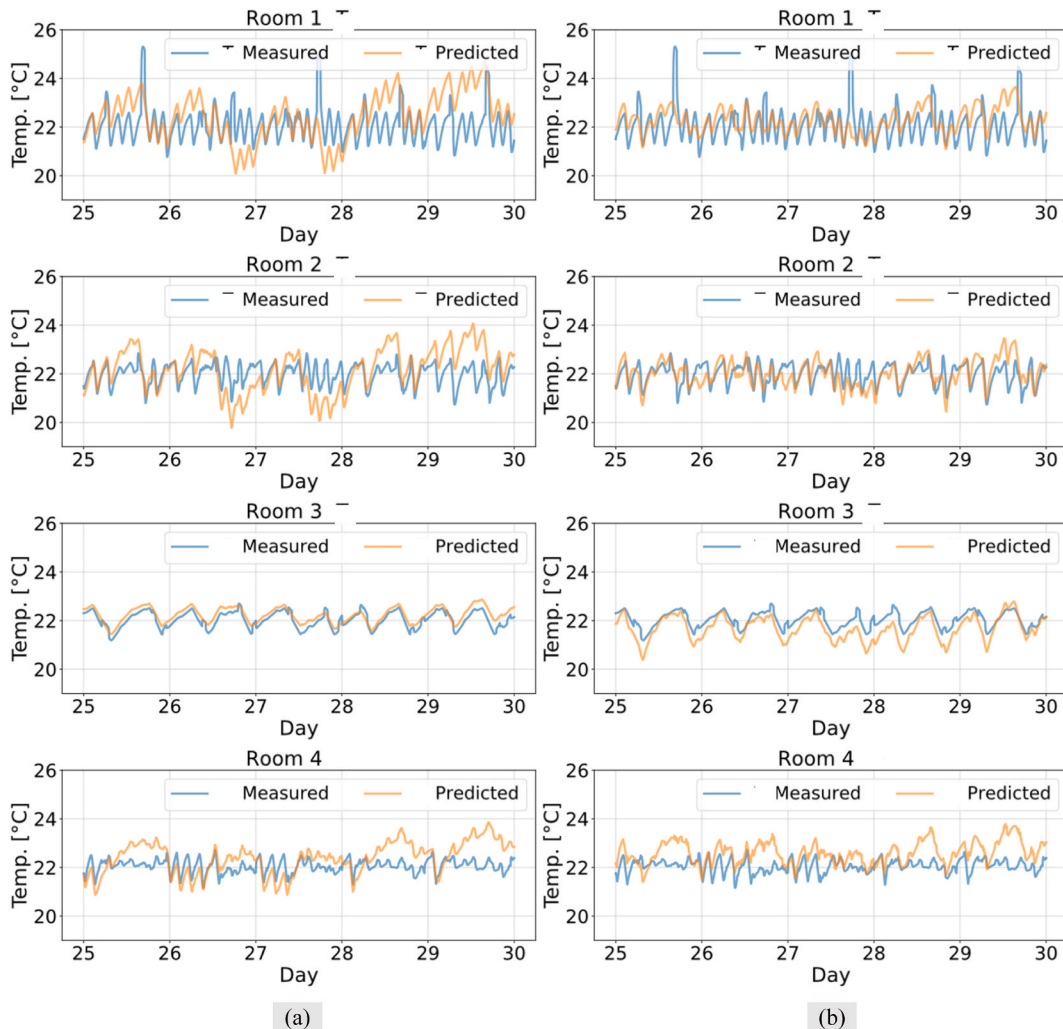 Room 1
26
Measured
Predicted
24
22
20
Temp. [°C]
25
26
27
28
29
30
Day
Room 1
26
Measured
Predicted
24
22
20
Temp. [°C]
25
26
27
28
29
30
Day
Room 2
26
Measured
Predicted
24
22
20
Temp. [°C]
25
26
27
28
29
30
Day
Room 2
26
Measured
Predicted
24
22
20
Temp. [°C]
25
26
27
28
29
30
Day
Room 3
26
Measured
Predicted
24
22
20
Temp. [°C]
25
26
27
28
29
30
Day
Room 3
26
Measured
Predicted
24
22
20
Temp. [°C]
25
26
27
28
29
30
Day
Room 4
26
Measured
Predicted
24
22
20
Temp. [°C]
25
26
27
28
29
30
Day
Room 4
26
Measured
Predicted
24
22
20
Temp. [°C]
25
26
27
28
29
30
Day
(a)
(b)